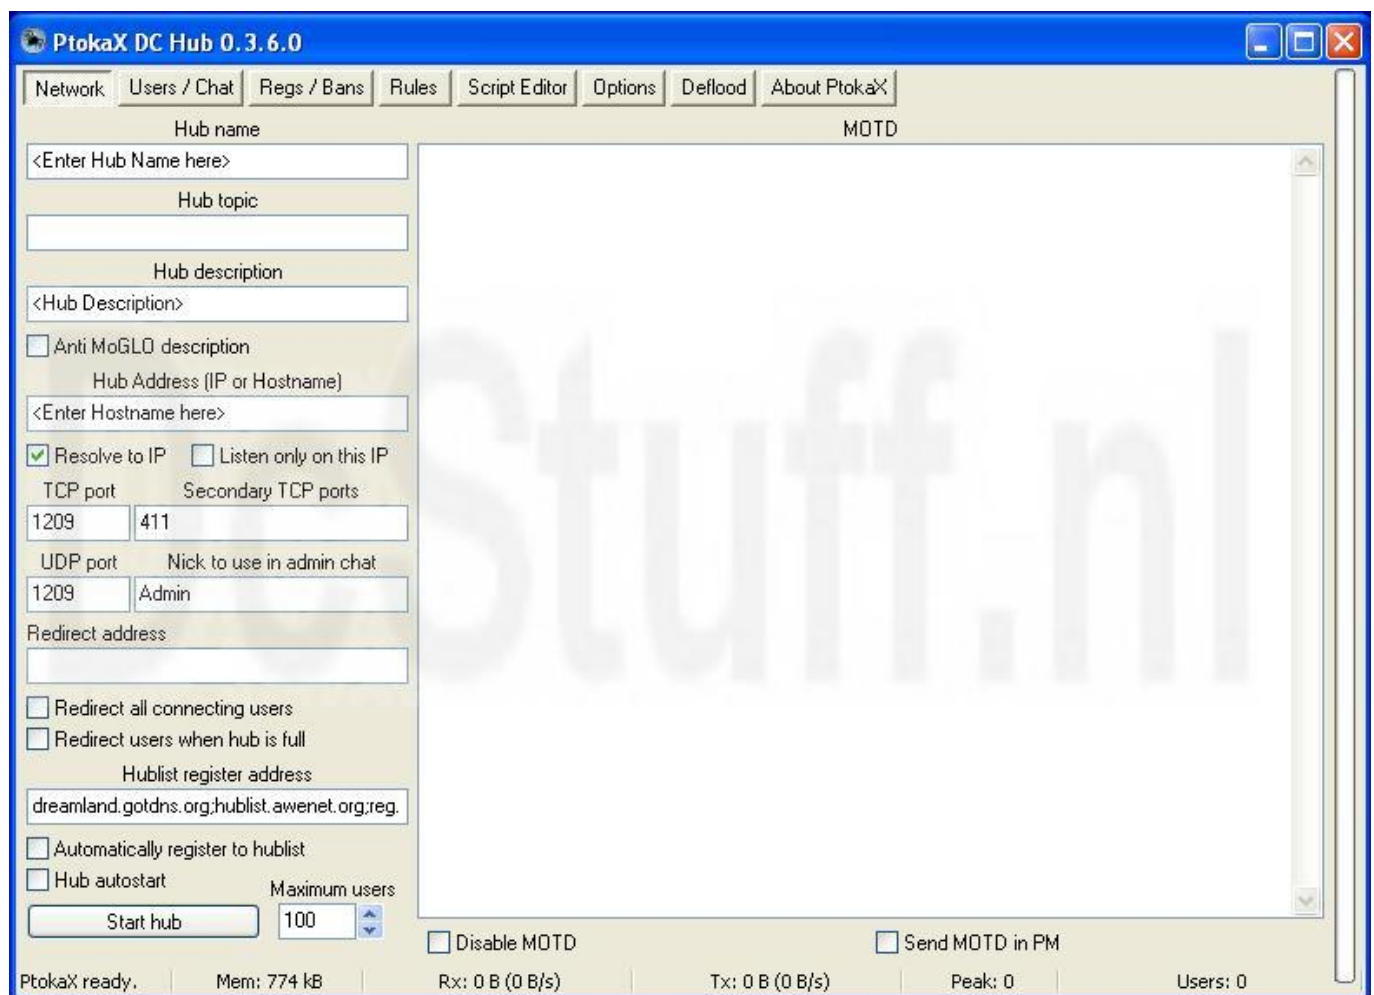 PtokaX DC Hub 0.3.6.0
Network Users / Chat Regs / Bans Rules Script Editor Options Deflood About PtokaX
Hub name
<Enter Hub Name here>
Hub topic
Hub description
<Hub Description>
Anti MoGLO description
Hub Address (IP or Hostname)
<Enter Hostname here>
Resolve to IP Listen only on this IP
TCP port Secondary TCP ports
1209 411
UDP port Nick to use in admin chat
1209 Admin
Redirect address
Redirect all connecting users
Redirect users when hub is full
Hublist register address
dreamland.gotdns.org;hublist.awenet.org;reg.
Automatically register to hublist
Hub autostart
Maximum users
Start hub 100
MOTD
DcStuff.nl
Disable MOTD Send MOTD in PM
PtokaX ready. Mem: 774 kB Rx: 0 B (0 B/s) Tx: 0 B (0 B/s) Peak: 0 Users: 0